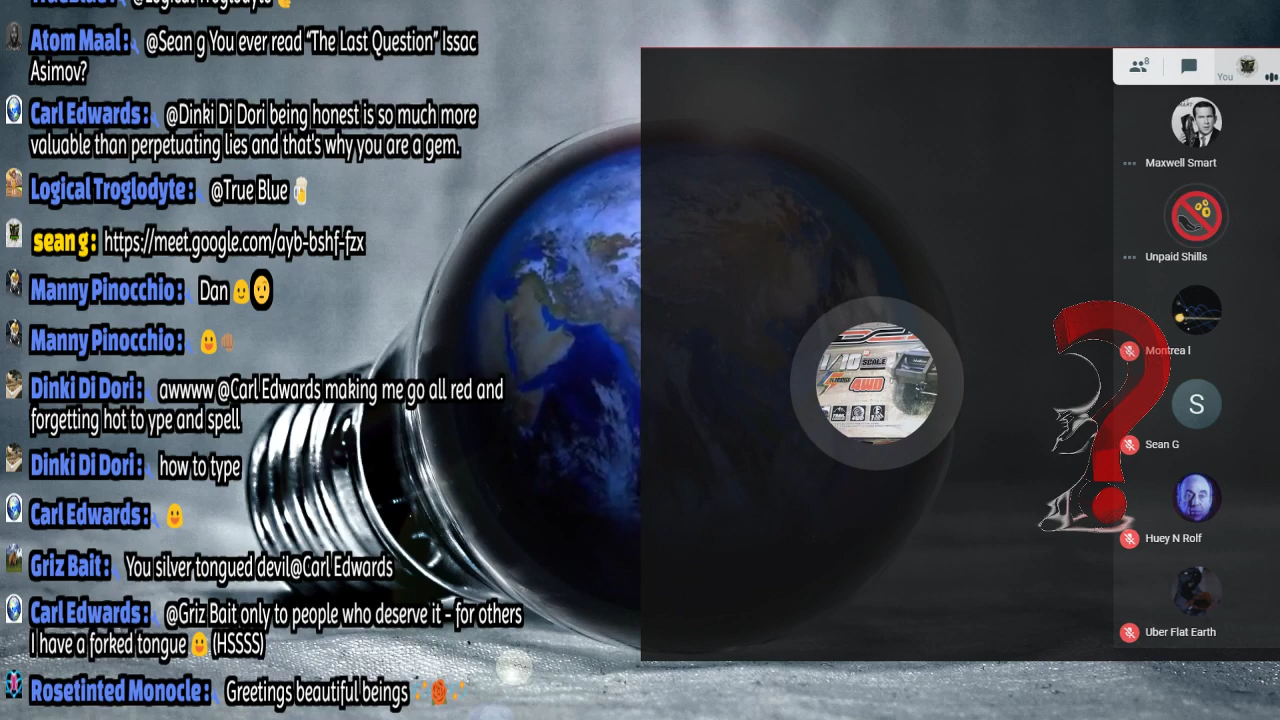 Atom Maal: @Sean g You ever read "The Last Question" Issac
Asimov?
Carl Edwards: @Dinki Di Dori being honest is so much more
valuable than perpetuating lies and that's why you are a gem.
Logical Troglodyte: @True Blue
sean g: https://meet.google.com/ayb-bshf-fzx
Manny Pinocchio: Dan
Manny Pinocchio:
Dinki Di Dori: awwww @Carl Edwards making me go all red and
forgetting hot to ype and spell
Dinki Di Dori: how to type
Carl Edwards:
Griz Bait: You silver tongued devil@Carl Edwards
Carl Edwards: @Griz Bait only to people who deserve it - for others
I have a forked tongue (HSSSS)
Rosetinted Monocle: Greetings beautiful beings
1/10 SCALE
4WD
8
You
Maxwell Smart
Unpaid Shills
Montrea l
S
Sean G
Huey N Rolf
Uber Flat Earth